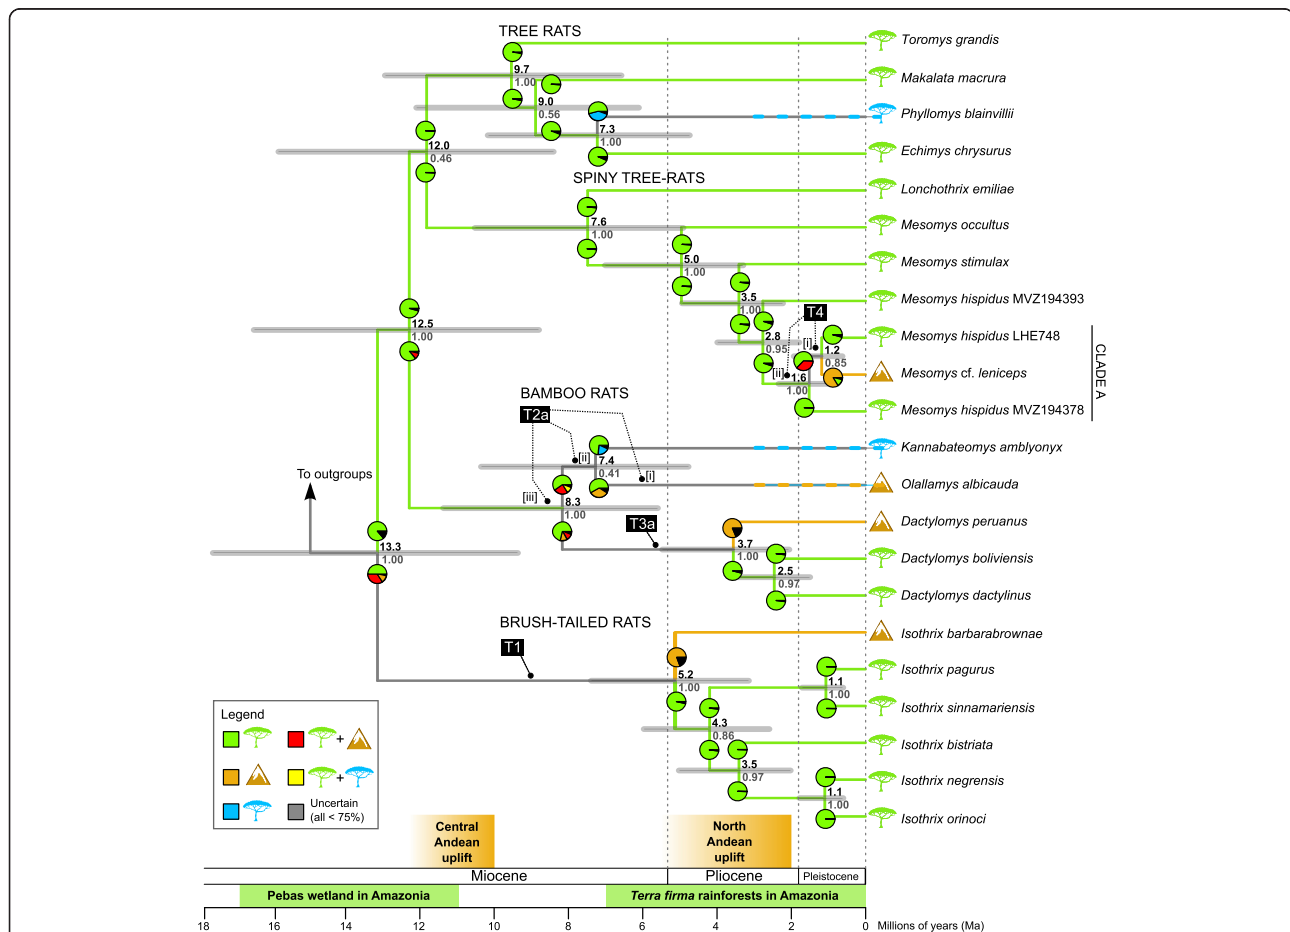 TREE RATS
Toromys grandis
9.7
1.00
Makalata macrura
9.0
0.56
Phyllomys blainvillii
7.3
1.00
Echimys chrysurus
12.0
0.46
SPINY TREE-RATS
Lonchothrix emiliae
7.6
1.00
Mesomys occultus
5.0
1.00
Mesomys stimulax
3.5
1.00
Mesomys hispidus MVZ194393
T4
2.8
0.95
Mesomys hispidus LHE748
[i]
1.2
0.85
Mesomys cf. leniceps
[ii]
1.6
1.00
Mesomys hispidus MVZ194378
CLADE A
12.5
1.00
BAMBOO RATS
T2a
Kannabateomys amblyonyx
[ii]
7.4
0.41
[i]
To outgroups
Olallamys albicauda
[iii]
8.3
1.00
T3a
Dactylomys peruanus
3.7
1.00
Dactylomys boliviensis
13.3
1.00
2.5
0.97
Dactylomys dactylinus
BRUSH-TAILED RATS
Isothrix barbarabrownae
T1
5.2
1.00
Isothrix pagurus
1.1
1.00
Isothrix sinnamariensis
4.3
0.86
Isothrix bistriata
3.5
0.97
Isothrix negrensis
1.1
1.00
Isothrix orinoci
Legend
+
+
Uncertain
(all < 75%)
Central
Andean
uplift
North
Andean
uplift
Miocene
Pliocene
Pleistocene
Pebas wetland in Amazonia
Terra firma rainforests in Amazonia
18 16 14 12 10 8 6 4 2 0 Millions of years (Ma)